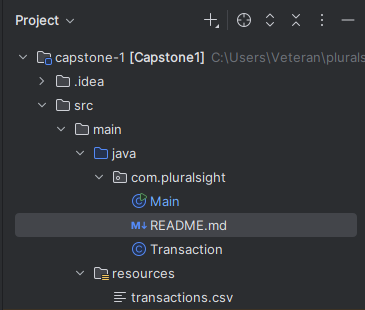 Project
capstone-1 [Capstone1] C:\Users\Veteran\plurals
.idea
src
main
java
com.pluralsight
Main
M↓ README.md
C Transaction
resources
transactions.csv